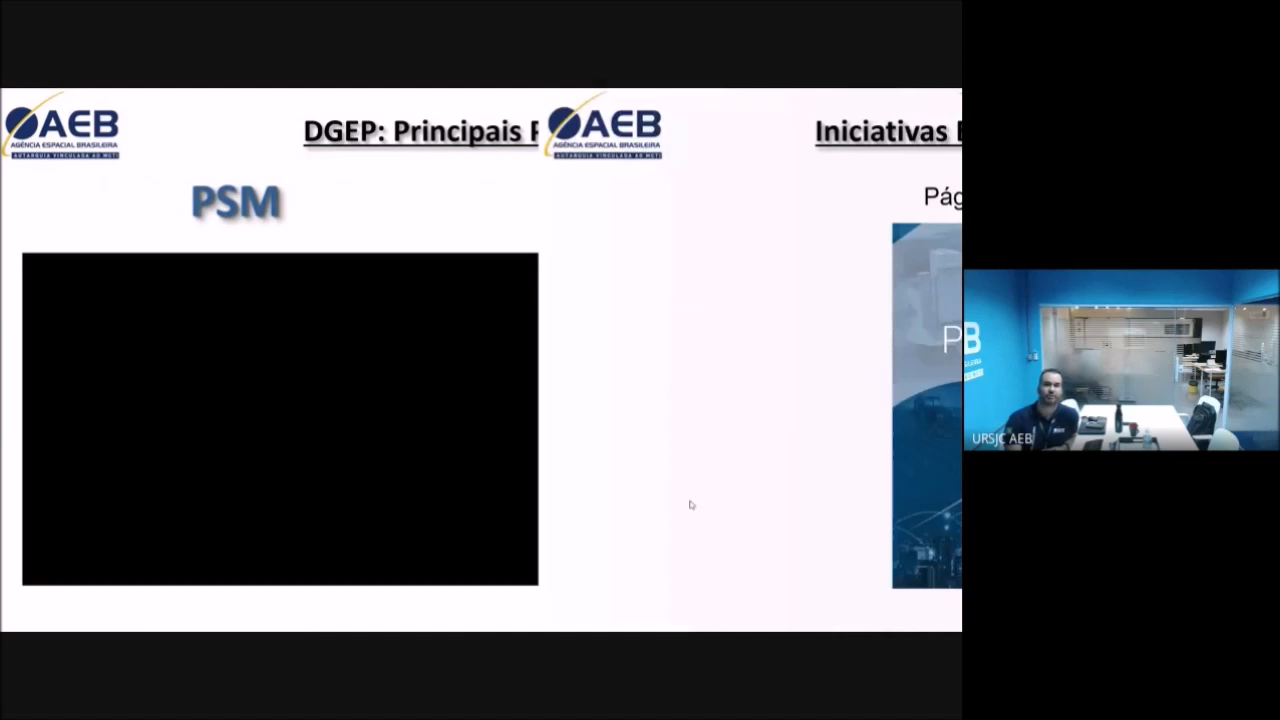 AEB
AGÊNCIA ESPACIAL BRASILEIRA
AUTARQUIA VINCULADA AO MCTI
DGEP: Principais P
AEB
AGÊNCIA ESPACIAL BRASILEIRA
AUTARQUIA VINCULADA AO MCTI
Iniciativas E
PSM
Pág
P
B
URSJC AEB